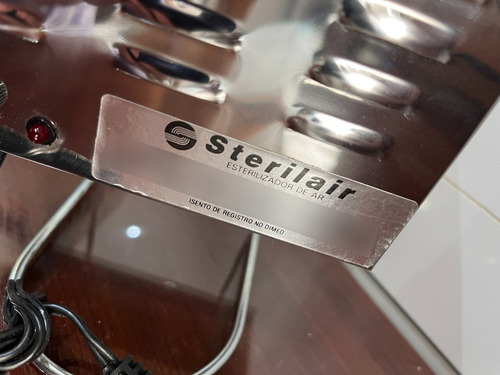 Sterilair
ESTERILIZADOR DE AR
ISENTO DE REGISTRO NO DIMED